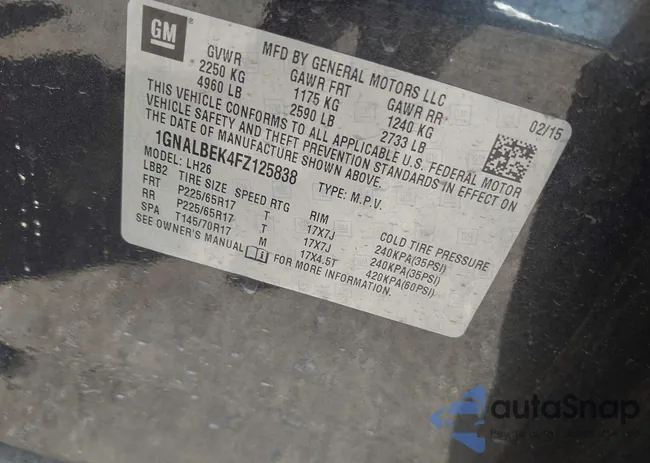 GM
MFD BY GENERAL MOTORS LLC
GVWR GAWR FRT GAWR RR 02/15
2250 KG 1175 KG 1240 KG
4960 LB 2590 LB 2733 LB
THIS VEHICLE CONFORMS TO ALL APPLICABLE U.S. FEDERAL MOTOR
VEHICLE SAFETY AND THEFT PREVENTION STANDARDS IN EFFECT ON
THE DATE OF MANUFACTURE SHOWN ABOVE.
1GNALBEK4FZ125838 TYPE: M.P.V.
MODEL: LH26
LBB2 TIRE SIZE SPEED RTG RIM COLD TIRE PRESSURE
FRT P225/65R17 T 17X7J 240KPA(35PSI)
RR P225/65R17 T 17X7J 240KPA(35PSI)
SPA T145/70R17 M 17X4.5T 420KPA(60PSI)
SEE OWNER'S MANUAL FOR MORE INFORMATION.
autaSnap